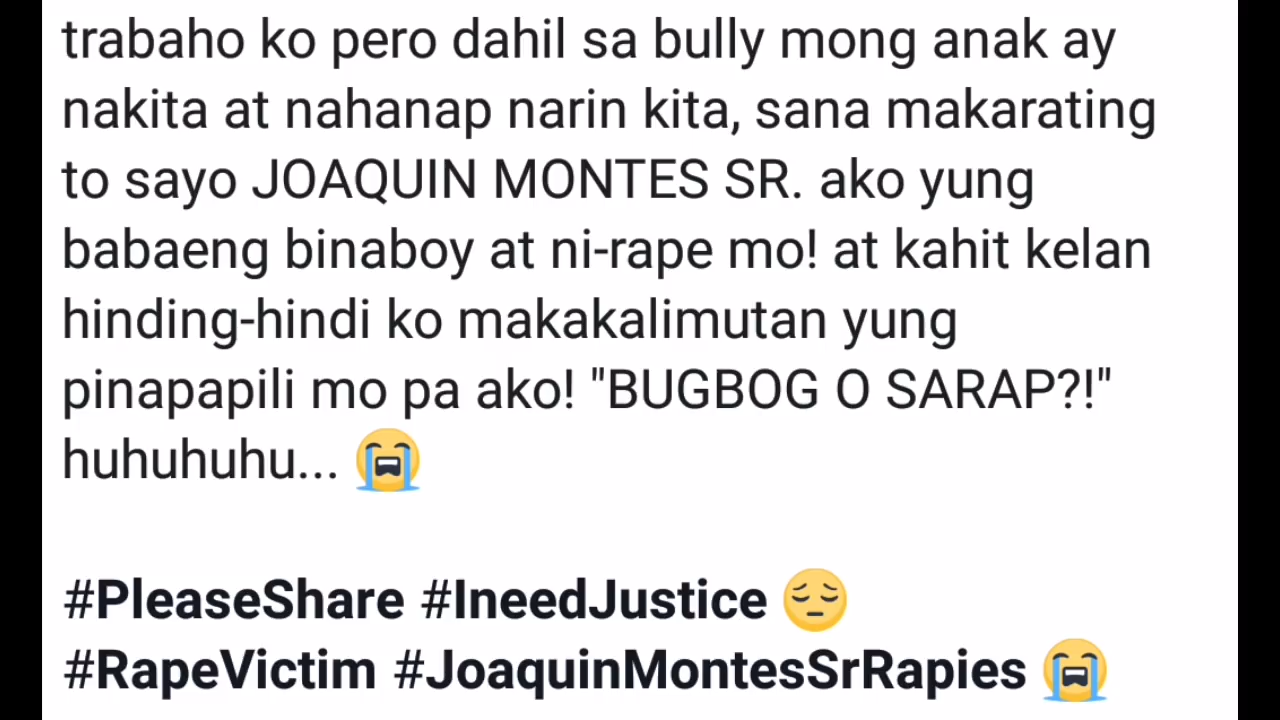 trabaho ko pero dahil sa bully mong anak ay
nakita at nahanap narin kita, sana makarating
to sayo JOAQUIN MONTES SR. ako yung
babaeng binaboy at ni-rape mo! at kahit kelan
hinding-hindi ko makakalimutan yung
pinapapili mo pa ako! "BUGBOG O SARAP?!"
huhuhuhu... 😭
#PleaseShare #IneedJustice 😔
#RapeVictim #JoaquinMontesSrRapies 😭